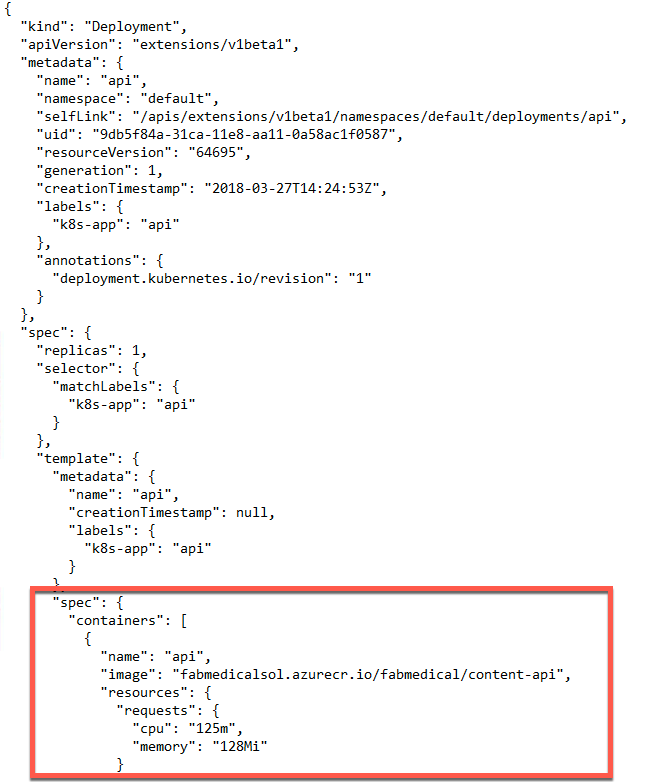 {
  "kind": "Deployment",
  "apiVersion": "extensions/v1beta1",
  "metadata": {
    "name": "api",
    "namespace": "default",
    "selfLink": "/apis/extensions/v1beta1/namespaces/default/deployments/api",
    "uid": "9db5f84a-31ca-11e8-aa11-0a58ac1f0587",
    "resourceVersion": "64695",
    "generation": 1,
    "creationTimestamp": "2018-03-27T14:24:53Z",
    "labels": {
      "k8s-app": "api"
    },
    "annotations": {
      "deployment.kubernetes.io/revision": "1"
    }
  },
  "spec": {
    "replicas": 1,
    "selector": {
      "matchLabels": {
        "k8s-app": "api"
      }
    },
    "template": {
      "metadata": {
        "name": "api",
        "creationTimestamp": null,
        "labels": {
          "k8s-app": "api"
        }
      },
      "spec": {
        "containers": [
          {
            "name": "api",
            "image": "fabmedicalsol.azurecr.io/fabmedical/content-api",
            "resources": {
              "requests": {
                "cpu": "125m",
                "memory": "128Mi"
              }